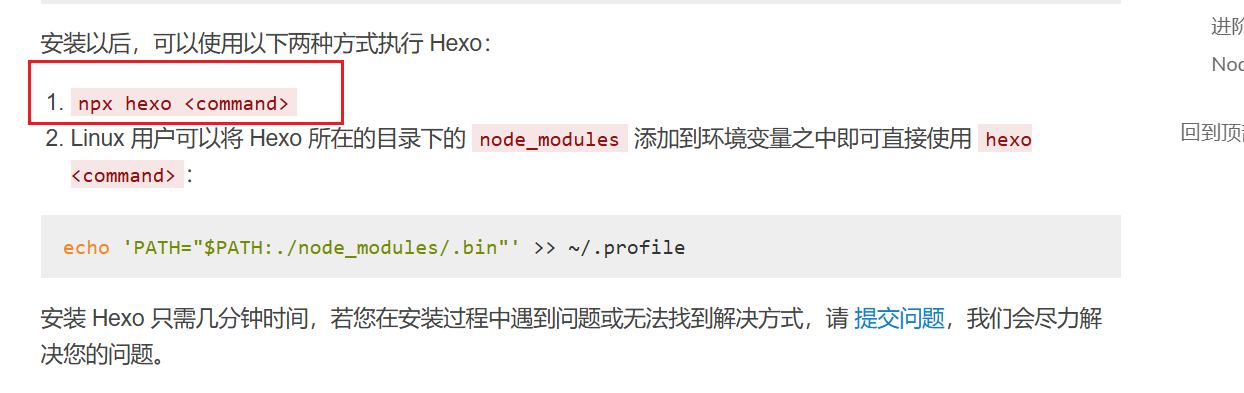 安装以后，可以使用以下两种方式执行 Hexo：
进阶
Noc
1. npx hexo <command>
2. Linux 用户可以将 Hexo 所在的目录下的 node_modules 添加到环境变量之中即可直接使用 hexo
<command>：
回到顶
echo 'PATH="$PATH:./node_modules/.bin"' >> ~/.profile
安装 Hexo 只需几分钟时间，若您在安装过程中遇到问题或无法找到解决方式，请 提交问题，我们会尽力解
决您的问题。